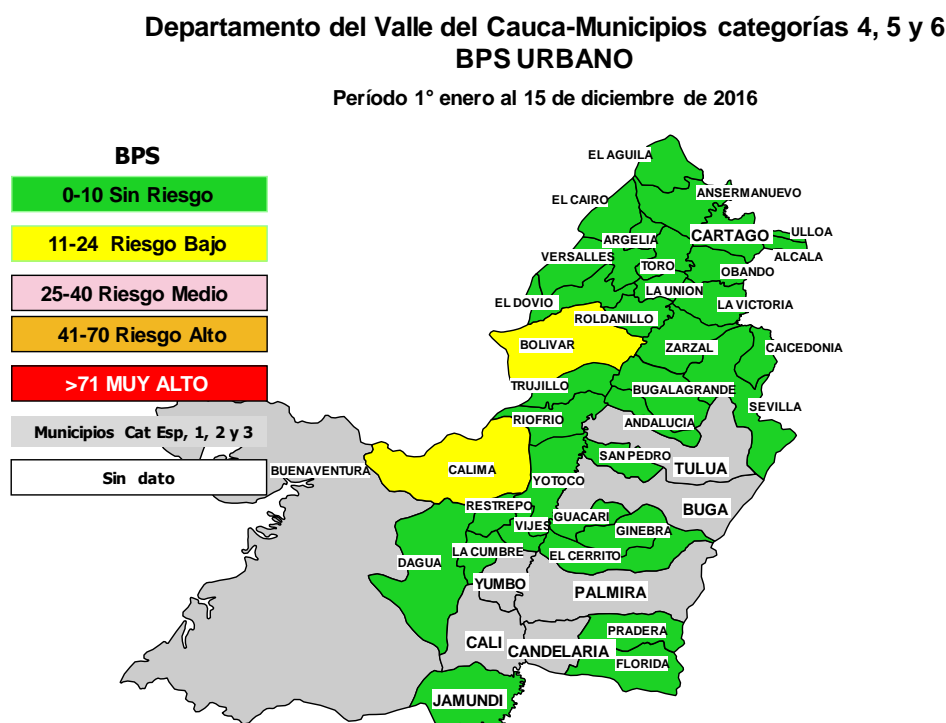 Departamento del Valle del Cauca-Municipios categorías 4, 5 y 6
BPS URBANO
Período 1° enero al 15 de diciembre de 2016
BPS
0-10 Sin Riesgo
11-24 Riesgo Bajo
25-40 Riesgo Medio
41-70 Riesgo Alto
>71 MUY ALTO
Municipios Cat Esp, 1, 2 y 3
Sin dato
EL AGUILA
ANSERMANUEVO
EL CAIRO
ARGELIA
CARTAGO
ULLOA
ALCALA
VERSALLES
TORO
OBANDO
LA UNION
EL DOVIO
LA VICTORIA
ROLDANILLO
BOLIVAR
ZARZAL
CAICEDONIA
TRUJILLO
BUGALAGRANDE
SEVILLA
RIOFRIO
ANDALUCIA
SAN PEDRO
TULUA
BUENAVENTURA
CALIMA
YOTOCO
RESTREPO
GUACARI
BUGA
VIJES
GINEBRA
LA CUMBRE
EL CERRITO
DAGUA
YUMBO
PALMIRA
PRADERA
CALI
CANDELARIA
FLORIDA
JAMUNDI